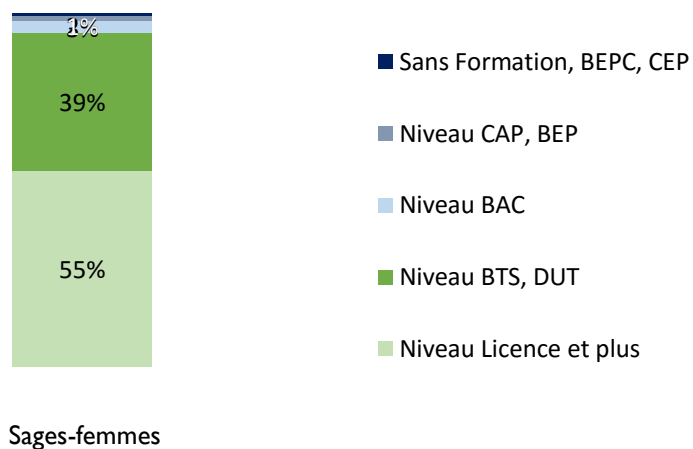 39%
55%
Sans Formation, BEPC, CEP
Niveau CAP, BEP
Niveau BAC
Niveau BTS, DUT
Niveau Licence et plus
Sages-femmes